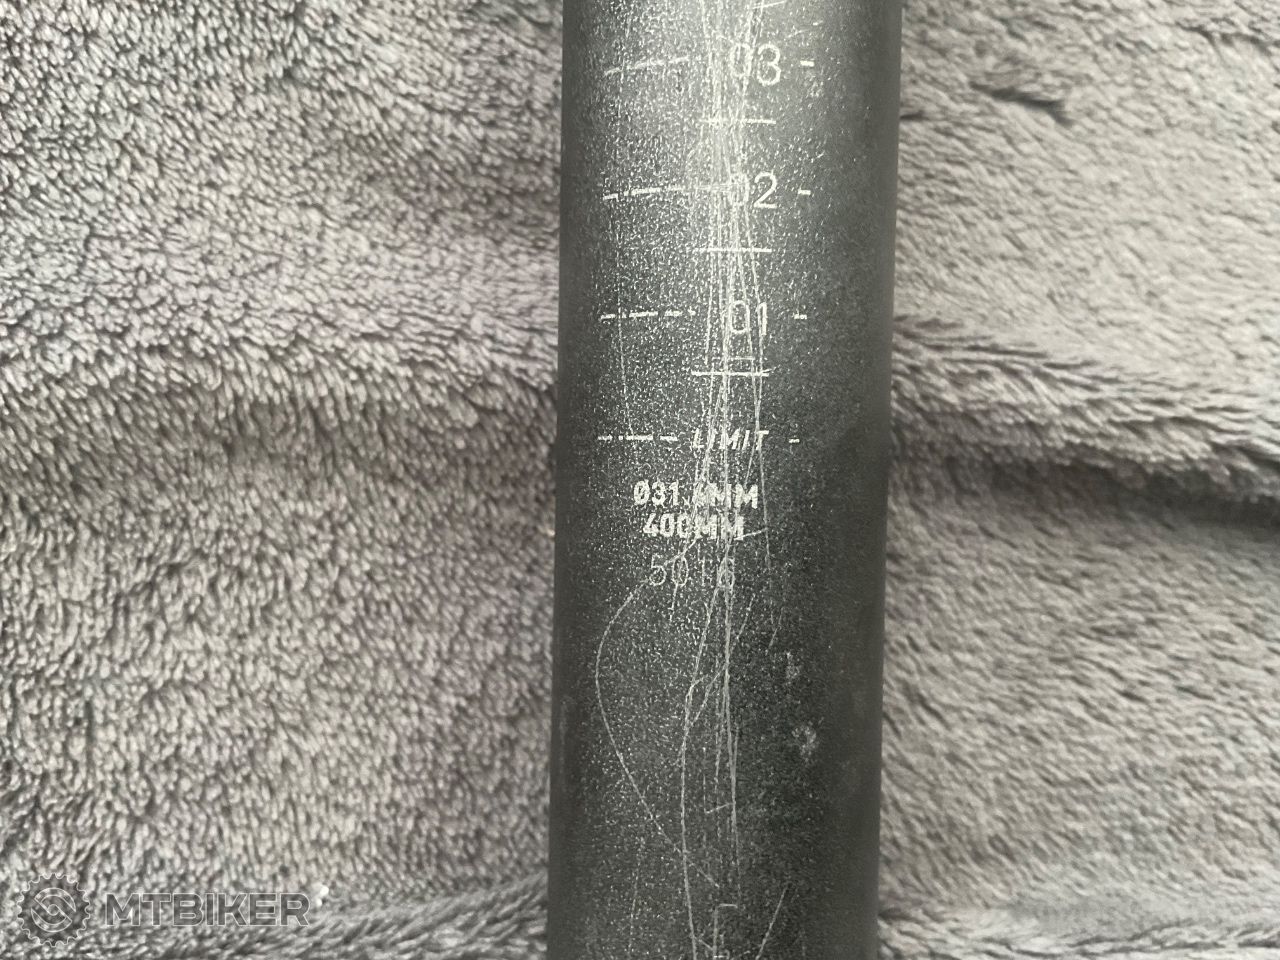 03
02
01
LIMIT
Ø31.6MM
400MM
MTBIKER